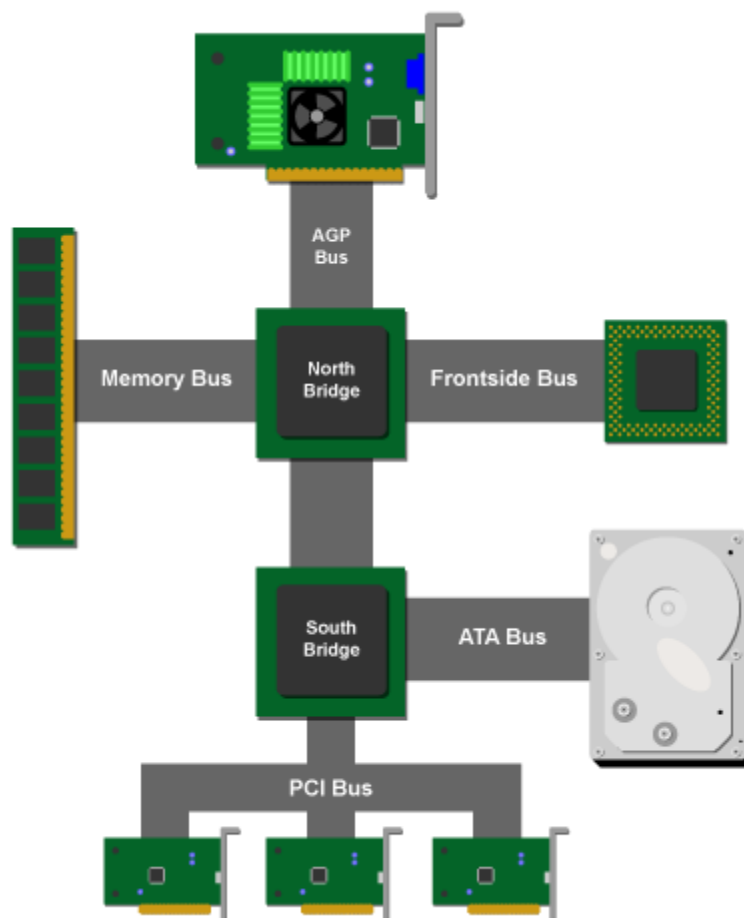 AGP
Bus
Memory Bus
North
Bridge
Frontside Bus
South
Bridge
ATA Bus
PCI Bus